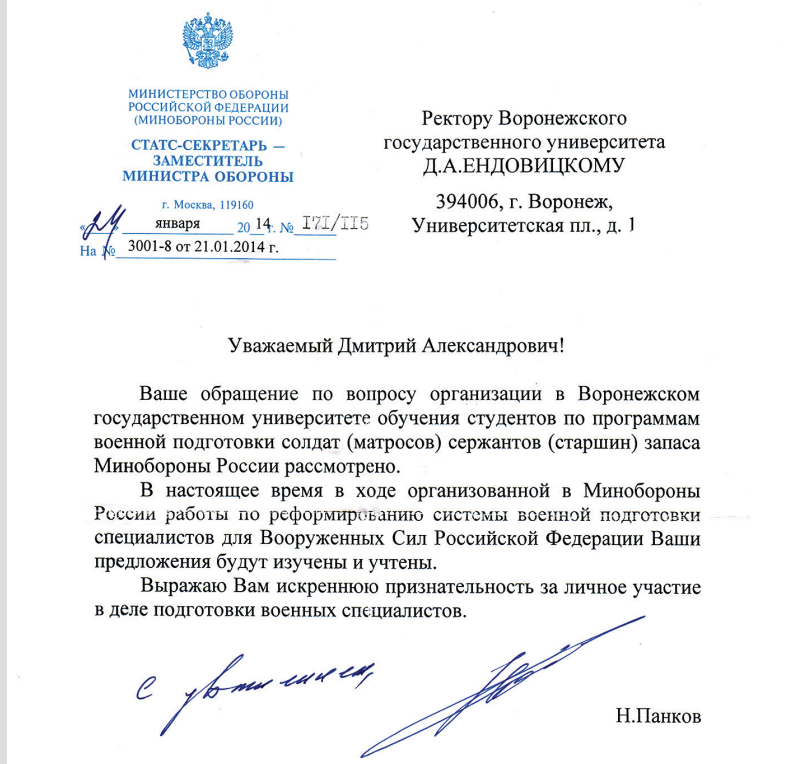 МИНИСТЕРСТВО ОБОРОНЫ
РОССИЙСКОЙ ФЕДЕРАЦИИ
(МИНОБОРОНЫ РОССИИ)
СТАТС-СЕКРЕТАРЬ —
ЗАМЕСТИТЕЛЬ
МИНИСТРА ОБОРОНЫ
г. Москва, 119160
«24» января 2014 г. № 171/115
На № 3001-8 от 21.01.2014 г.
Ректору Воронежского
государственного университета
Д.А.ЕНДОВИЦКОМУ
394006, г. Воронеж,
Университетская пл., д. 1
Уважаемый Дмитрий Александрович!
Ваше обращение по вопросу организации в Воронежском
государственном университете обучения студентов по программам
военной подготовки солдат (матросов) сержантов (старшин) запаса
Минобороны России рассмотрено.
В настоящее время в ходе организованной в Минобороны
России работы по реформированию системы военной подготовки
специалистов для Вооруженных Сил Российской Федерации Ваши
предложения будут изучены и учтены.
Выражаю Вам искреннюю признательность за личное участие
в деле подготовки военных специалистов.
С уважением,
Н.Панков